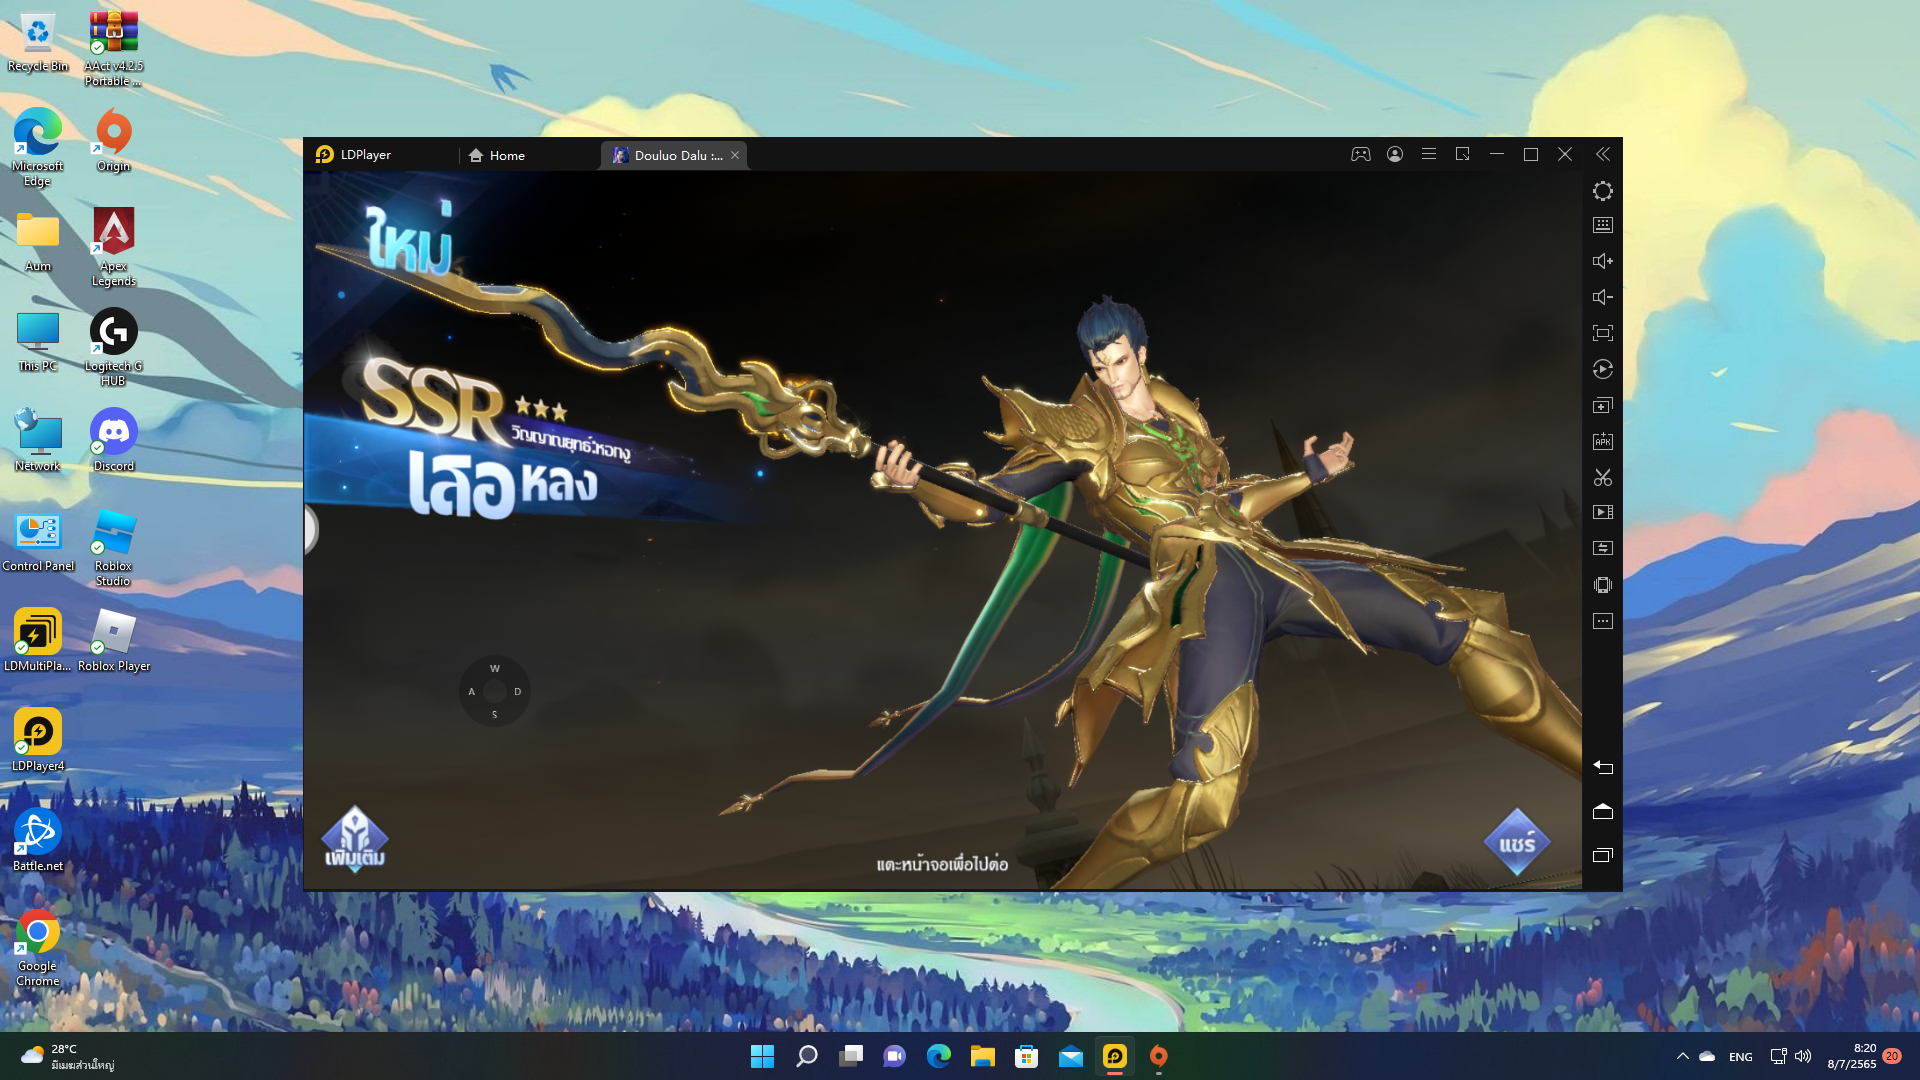 Recycle Bin
AAct v4.2.5
Portable ...
Microsoft
Edge
Origin
Aum
Apex
Legends
This PC
Logitech G
HUB
Network
Discord
Control Panel
Roblox
Studio
LDMultiPla...
Roblox Player
LDPlayer4
Battle.net
Google
Chrome
LDPlayer
Home
Douluo Dalu :...
ใหม่
SSR
วิญญาณยุทธ์:หอกงู
เสือหลง
W
A
D
S
เพิ่มเติม
แตะหน้าจอเพื่อไปต่อ
แชร์
APK
28°C
มีเมฆส่วนใหญ่
ENG
8:20
8/7/2565
20